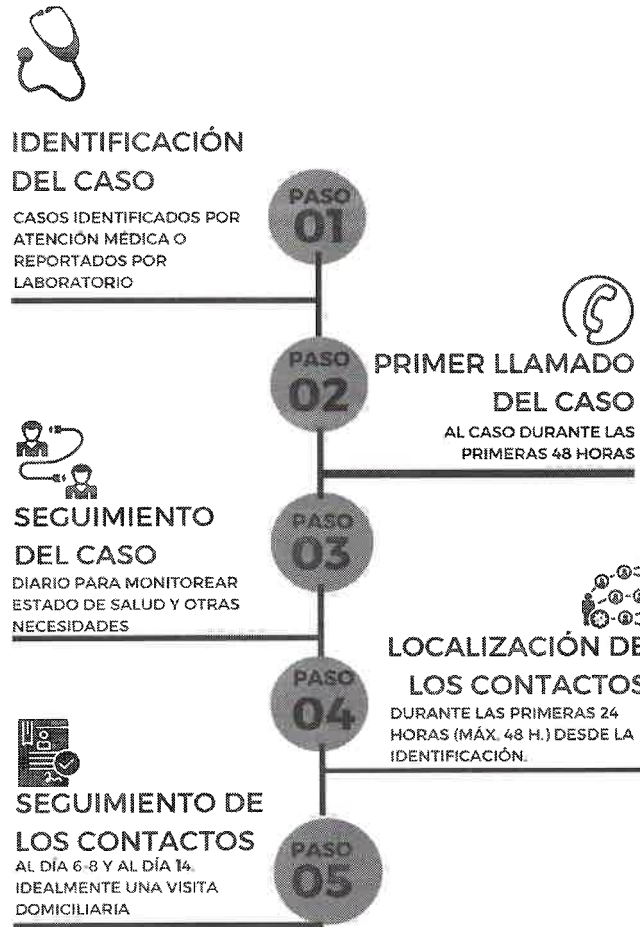 IDENTIFICACIÓN
DEL CASO
CASOS IDENTIFICADOS POR
ATENCIÓN MÉDICA O
REPORTADOS POR
LABORATORIO
PASO
01
PASO
02
PRIMER LLAMADO
DEL CASO
AL CASO DURANTE LAS
PRIMERAS 48 HORAS
SEGUIMIENTO
DEL CASO
DIARIO PARA MONITOREAR
ESTADO DE SALUD Y OTRAS
NECESIDADES
PASO
03
PASO
04
LOCALIZACIÓN DE
LOS CONTACTOS
DURANTE LAS PRIMERAS 24
HORAS (MÁX. 48 H.) DESDE LA
IDENTIFICACIÓN.
SEGUIMIENTO DE
LOS CONTACTOS
AL DÍA 6-8 Y AL DÍA 14.
IDEALMENTE UNA VISITA
DOMICILIARIA
PASO
05